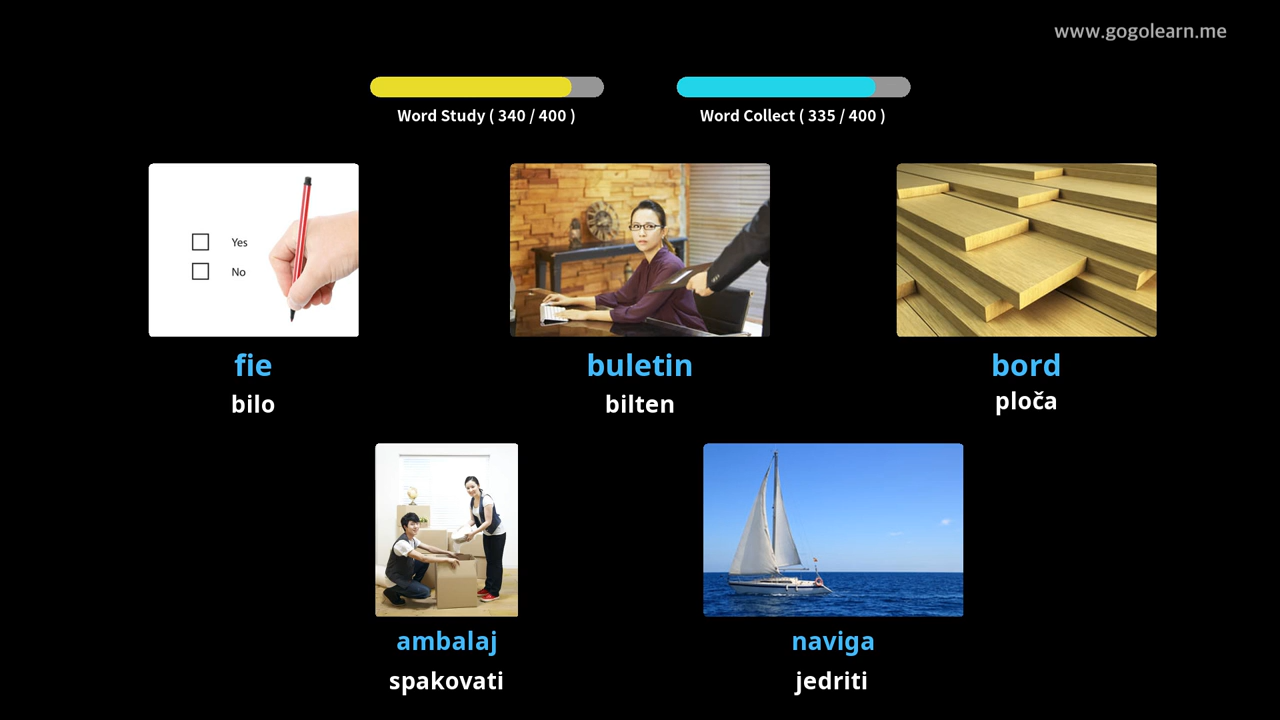 www.gogolearn.me
Word Study ( 340 / 400 )
Word Collect ( 335 / 400 )
Yes
No
fie
bilo
buletin
bilten
bord
ploča
ambalaj
spakovati
naviga
jedriti